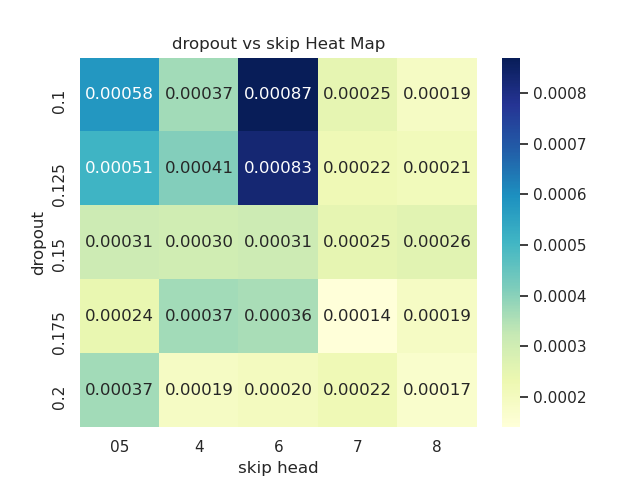 dropout vs skip Heat Map
dropout
0.1 0.00058 0.00037 0.00087 0.00025 0.00019
0.125 0.00051 0.00041 0.00083 0.00022 0.00021
0.15 0.00031 0.00030 0.00031 0.00025 0.00026
0.175 0.00024 0.00037 0.00036 0.00014 0.00019
0.2 0.00037 0.00019 0.00020 0.00022 0.00017
05 4 6 7 8
skip head
0.0008
0.0007
0.0006
0.0005
0.0004
0.0003
0.0002